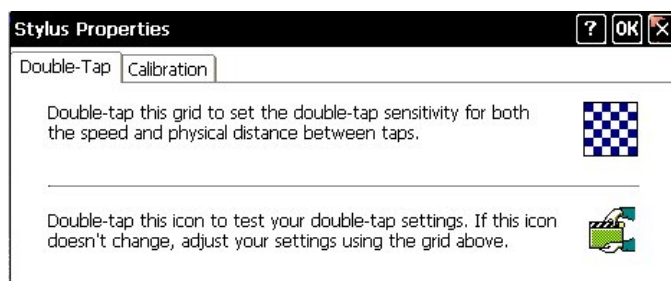 Stylus Properties ? OK ×
Double-Tap Calibration
Double-tap this grid to set the double-tap sensitivity for both
the speed and physical distance between taps.
Double-tap this icon to test your double-tap settings. If this icon
doesn't change, adjust your settings using the grid above.